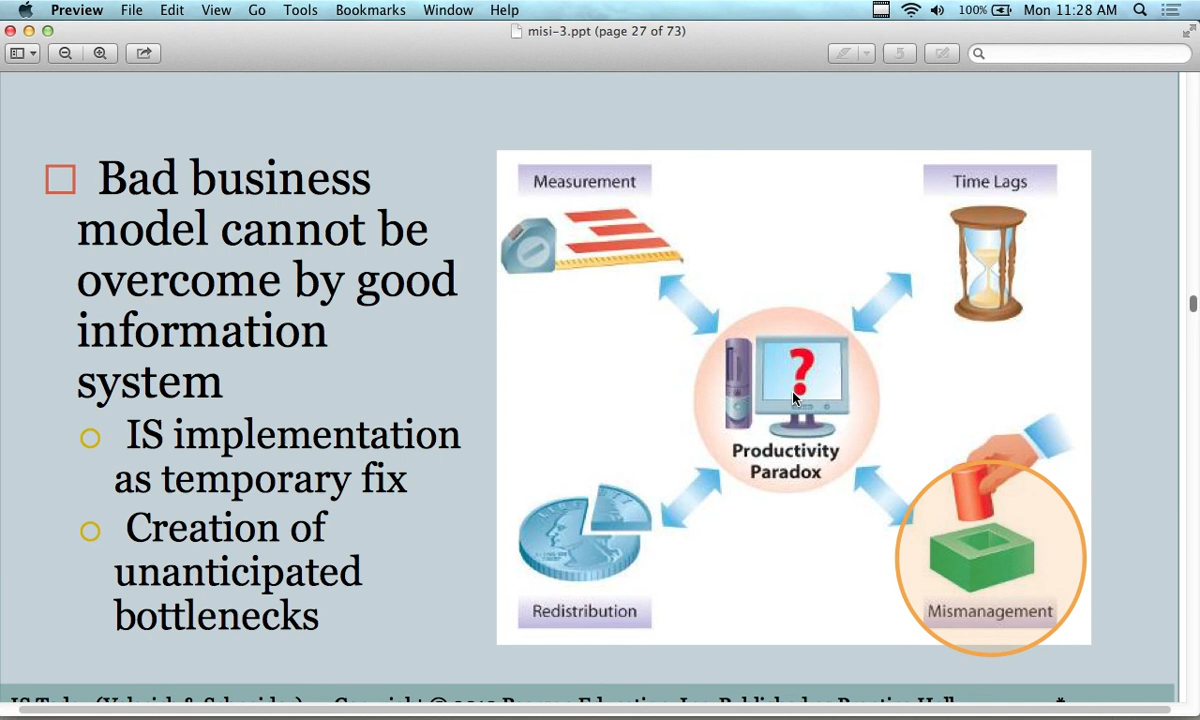 Preview File Edit View Go Tools Bookmarks Window Help 100% Mon 11:28 AM
misi-3.ppt (page 27 of 73)
Bad business
model cannot be
overcome by good
information
system
IS implementation
as temporary fix
Creation of
unanticipated
bottlenecks
Measurement
Time Lags
?
Productivity
Paradox
Redistribution
Mismanagement